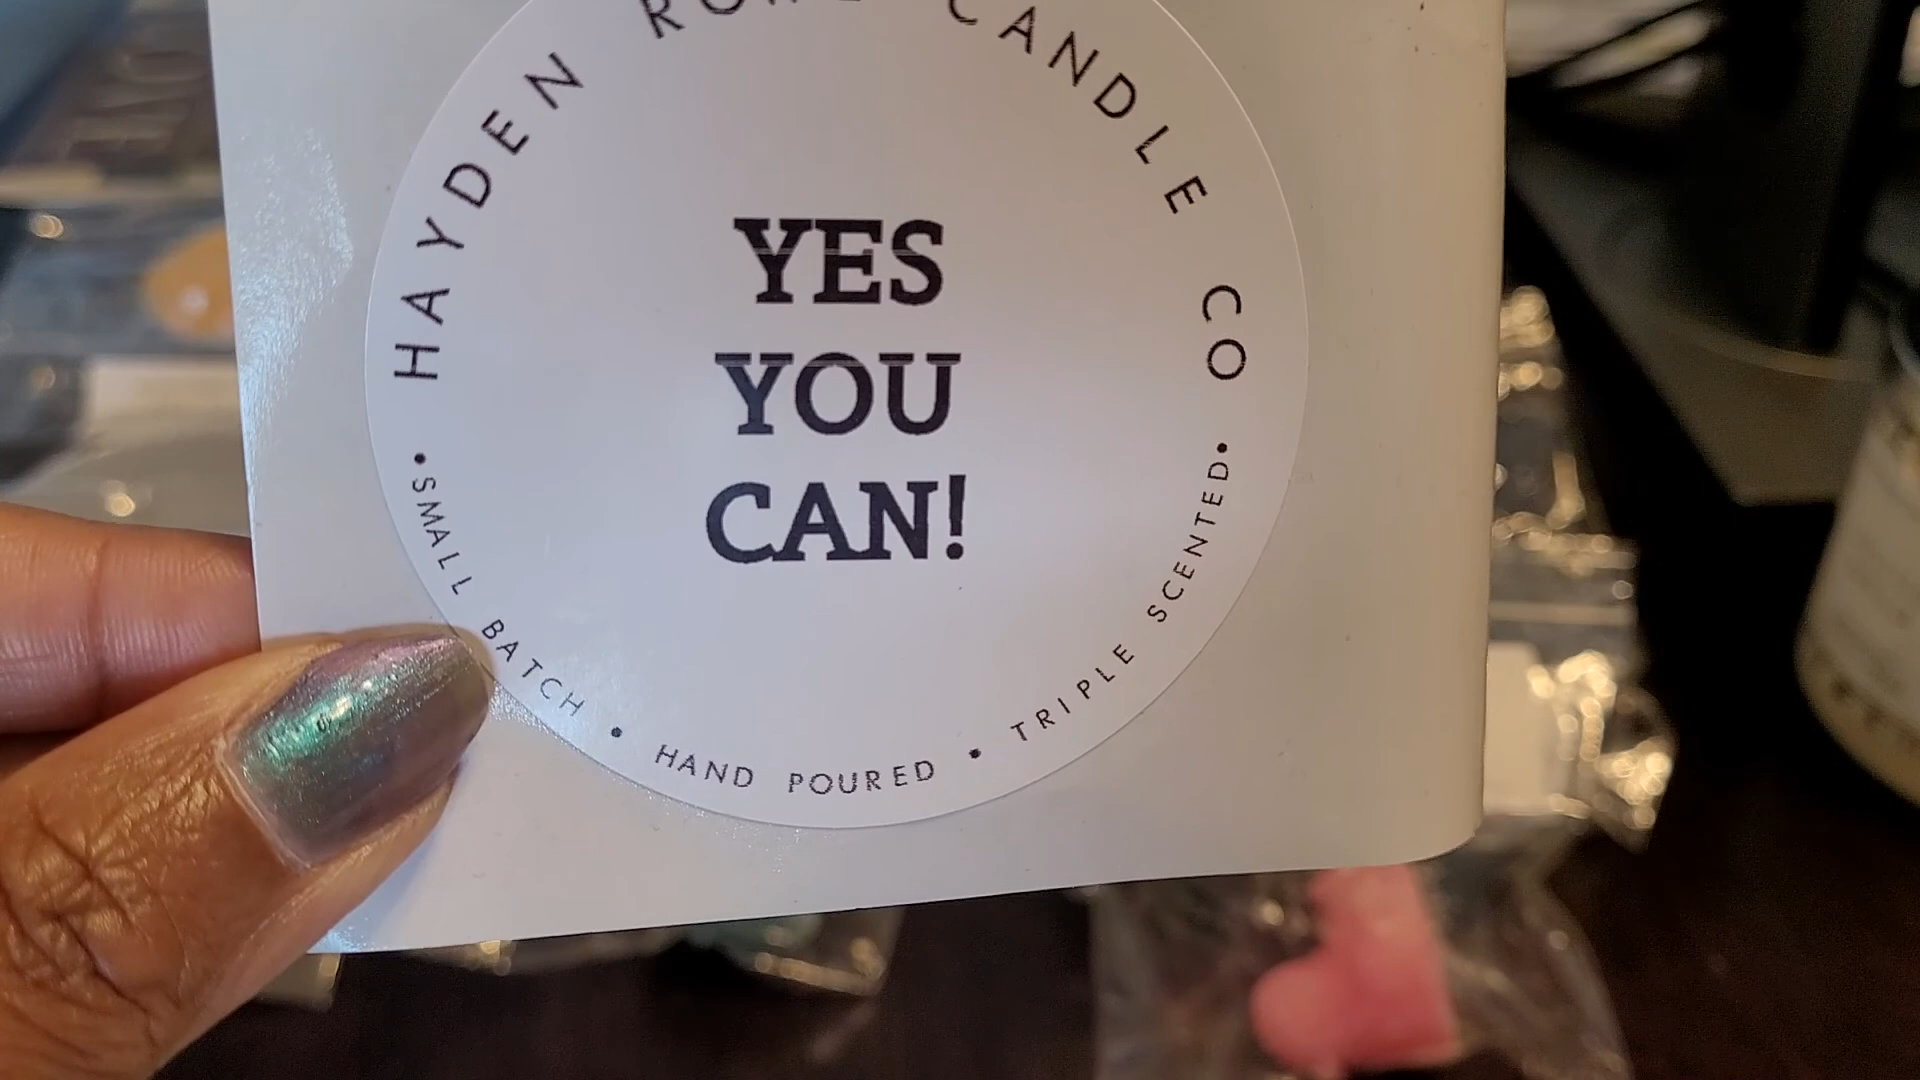 HAYDEN CANDLE CO
YES
YOU
CAN!
• SMALL BATCH • HAND POURED • TRIPLE SCENTED •